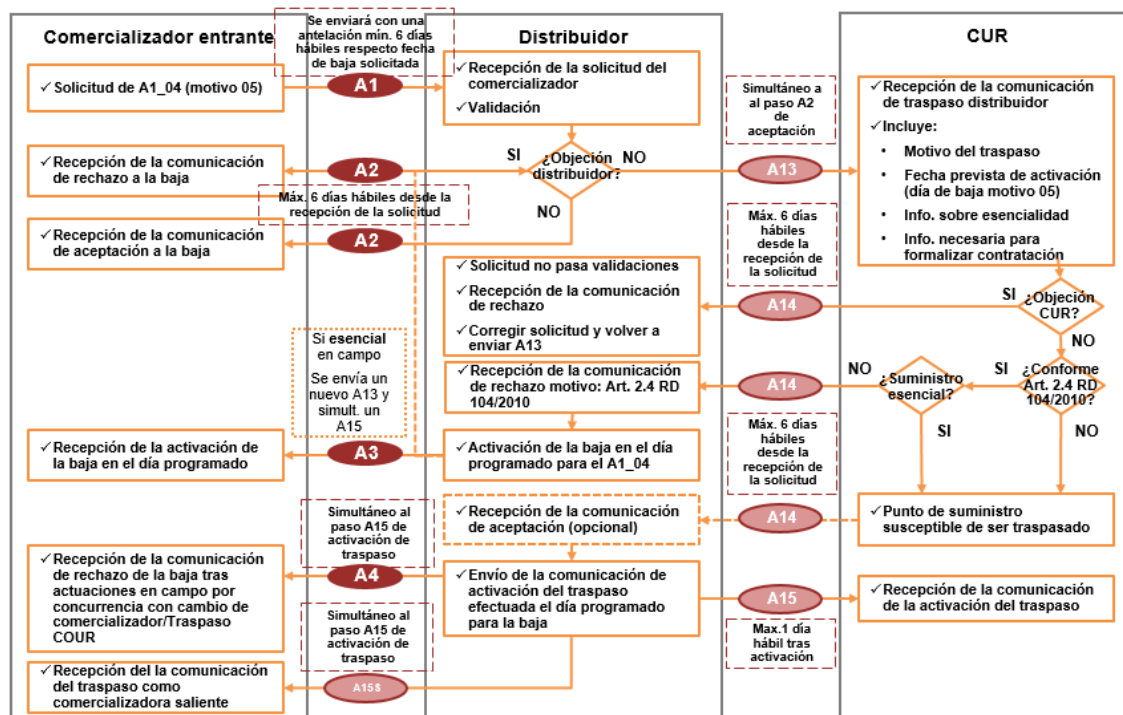 Comercializador entrante
Se enviará con una
antelación mín. 6 días
hábiles respecto fecha
de baja solicitada
Distribuidor
CUR
✓ Solicitud de A1_04 (motivo 05)
A1
✓ Recepción de la solicitud del
comercializador
✓ Validación
Simultáneo a
al paso A2
de
aceptación
✓ Recepción de la comunicación
de traspaso distribuidor
✓ Incluye:
• Motivo del traspaso
• Fecha prevista de activación
(día de baja motivo 05)
• Info. sobre esencialidad
• Info. necesaria para
formalizar contratación
✓ Recepción de la comunicación
de rechazo a la baja
A2
SI
¿Objeción
distribuidor?
NO
A13
Máx. 6 días hábiles desde la
recepción de la solicitud
NO
✓ Recepción de la comunicación
de aceptación a la baja
A2
Máx. 6 días
hábiles
desde la
recepción de
la solicitud
✓ Solicitud no pasa validaciones
✓ Recepción de la comunicación
de rechazo
✓ Corregir solicitud y volver a
enviar A13
A14
SI
¿Objeción
CUR?
NO
Si esencial
en campo
Se envía un
nuevo A13 y
simult. un
A15
✓ Recepción de la comunicación
de rechazo motivo: Art. 2.4 RD
104/2010
A14
NO
¿Suministro
esencial?
SI
SI
¿Conforme
Art. 2.4 RD
104/2010?
NO
✓ Recepción de la activación de
la baja en el día programado
A3
✓ Activación de la baja en el día
programado para el A1_04
Máx. 6 días
hábiles
desde la
recepción de
la solicitud
Simultáneo al
paso A15 de
activación de
traspaso
✓ Recepción de la comunicación
de aceptación (opcional)
A14
✓ Punto de suministro
susceptible de ser traspasado
✓ Recepción de la comunicación
de rechazo de la baja tras
actuaciones en campo por
concurrencia con cambio de
comercializador/Traspaso
COUR
A4
✓ Envío de la comunicación de
activación del traspaso
efectuada el día programado
para la baja
A15
✓ Recepción de la comunicación
de la activación del traspaso
Simultáneo al
paso A15 de
activación de
traspaso
Max.1 día
hábil tras
activación
✓ Recepción del la comunicación
del traspaso como
comercializadora saliente
A15S